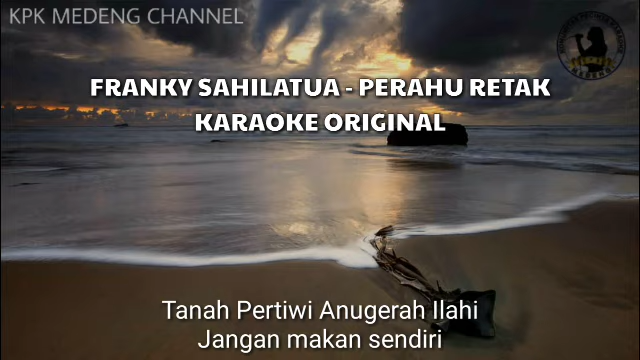 KPK MEDENG CHANNEL
FRANKY SAHILATUA - PERAHU RETAK
KARAOKE ORIGINAL
Tanah Pertiwi Anugerah Ilahi
Jangan makan sendiri